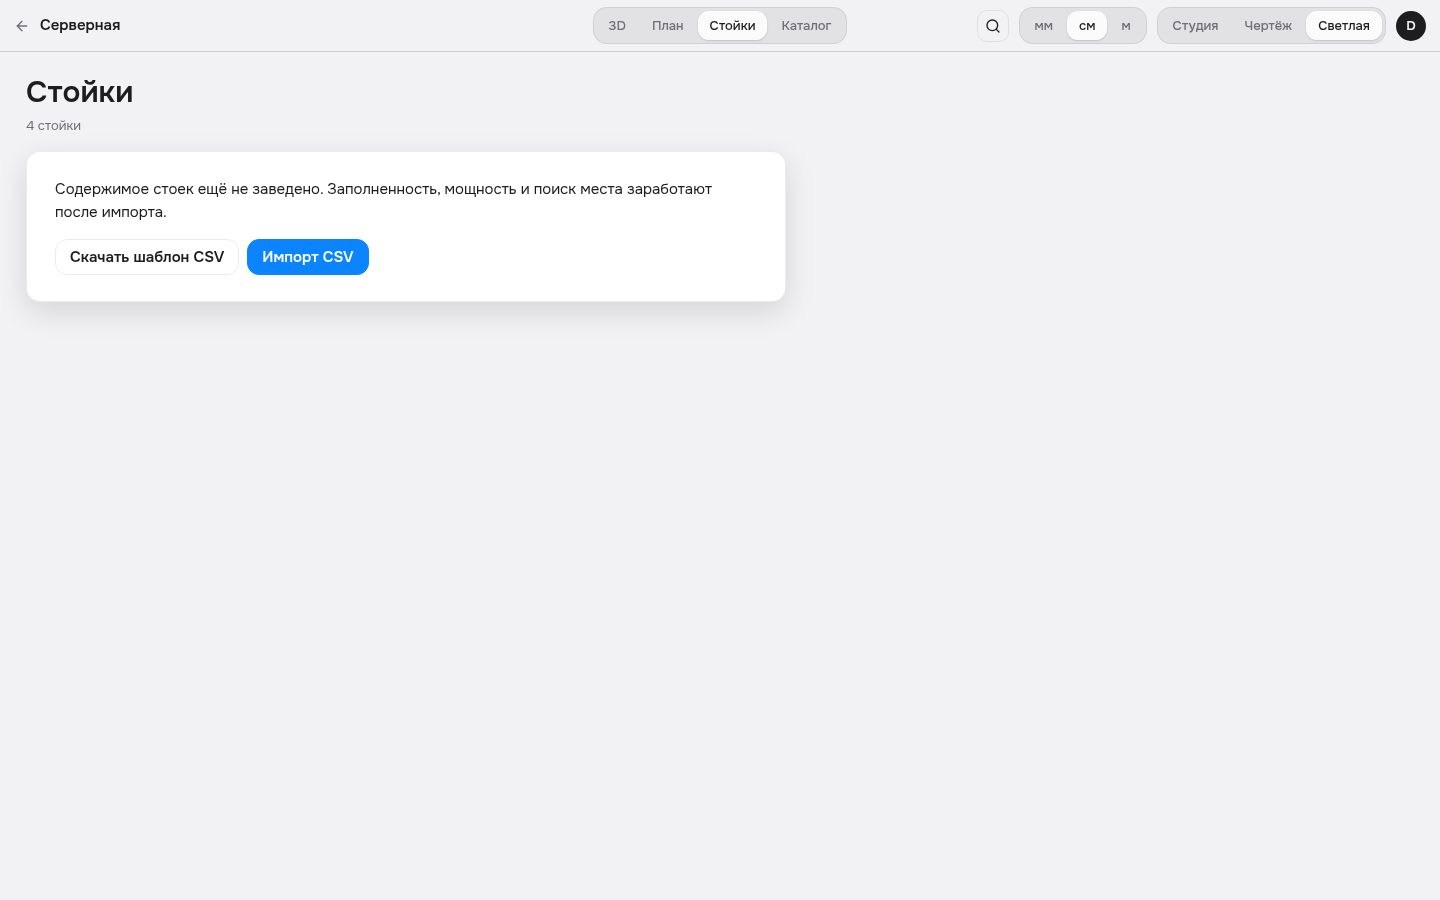 Серверная
3D План Стойки Каталог
мм см м
Студия Чертёж Светлая
D
Стойки
4 стойки
Содержимое стоек ещё не заведено. Заполненность, мощность и поиск места заработают
после импорта.
Скачать шаблон CSV Импорт CSV